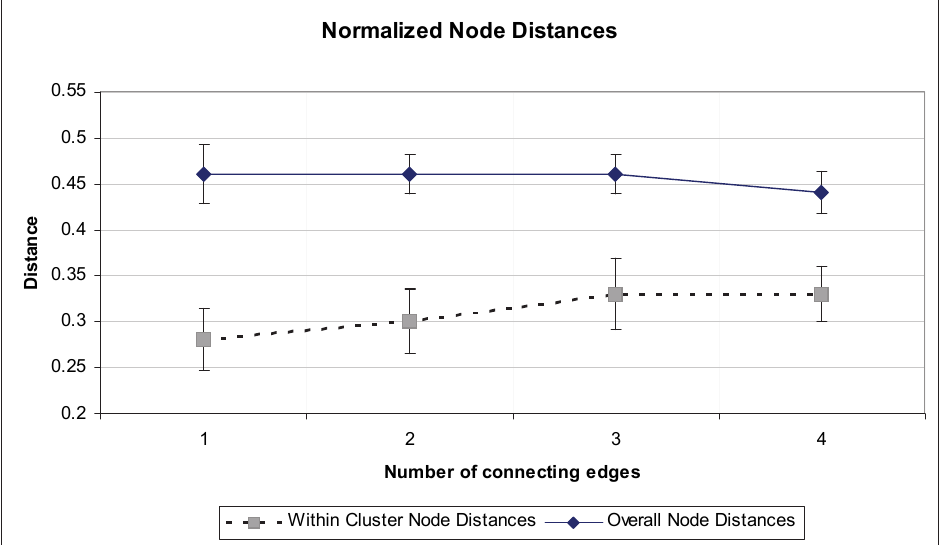 Normalized Node Distances
0.55
0.5
0.45
0.4
0.35
0.3
0.25
0.2
Distance
1 2 3 4
Number of connecting edges
Within Cluster Node Distances Overall Node Distances